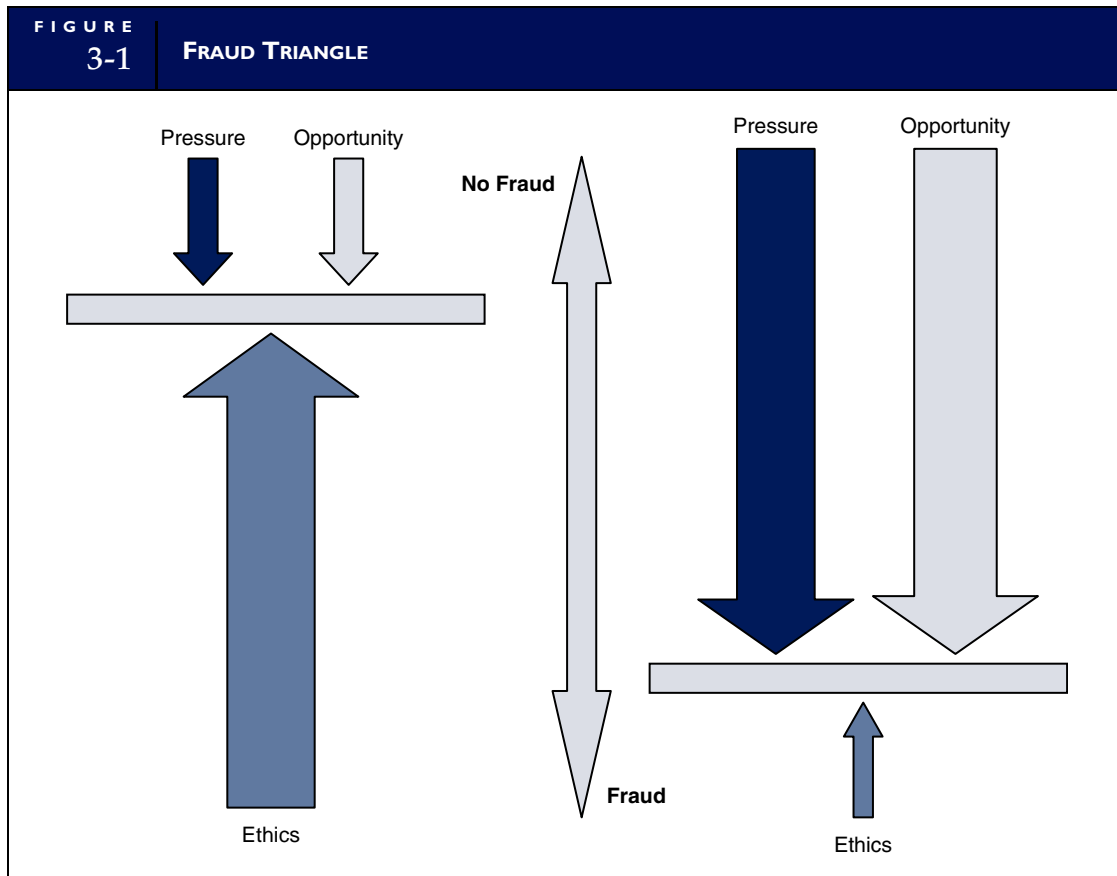 FIGURE
3-1
FRAUD TRIANGLE
Pressure Opportunity
No Fraud
Ethics
Fraud
Pressure Opportunity
Ethics